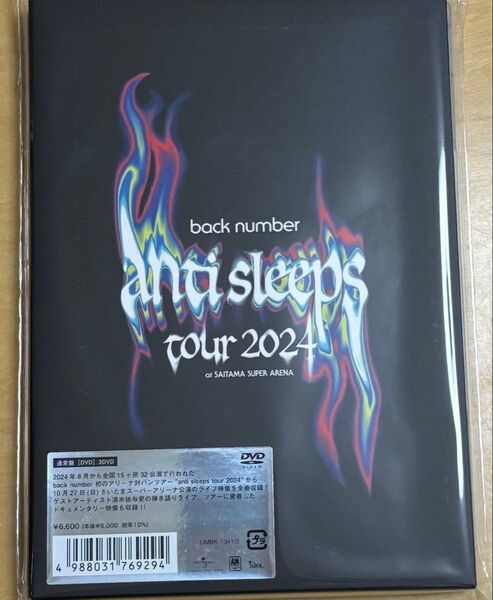 back number
anti sleeps
tour 2024
at SAITAMA SUPER ARENA
通常盤 [DVD] 3DVD
2024年8月から全国15ヶ所32公演で行われた
back number 初のアリーナ対バンツアー"anti sleeps tour 2024"から
10月27日(日)さいたまスーパーアリーナ公演のライブ映像を全曲収録!
ゲストアーティスト清水依与吏の弾き語りライブ、ツアーに密着した
ドキュメンタリー映像も収録!!
¥6,600 (本体¥6,000 税率10%)
DVD
VIDEO
UMBK-1341/3
4 988031 769294
UNIVERSAL
A&M
プラ